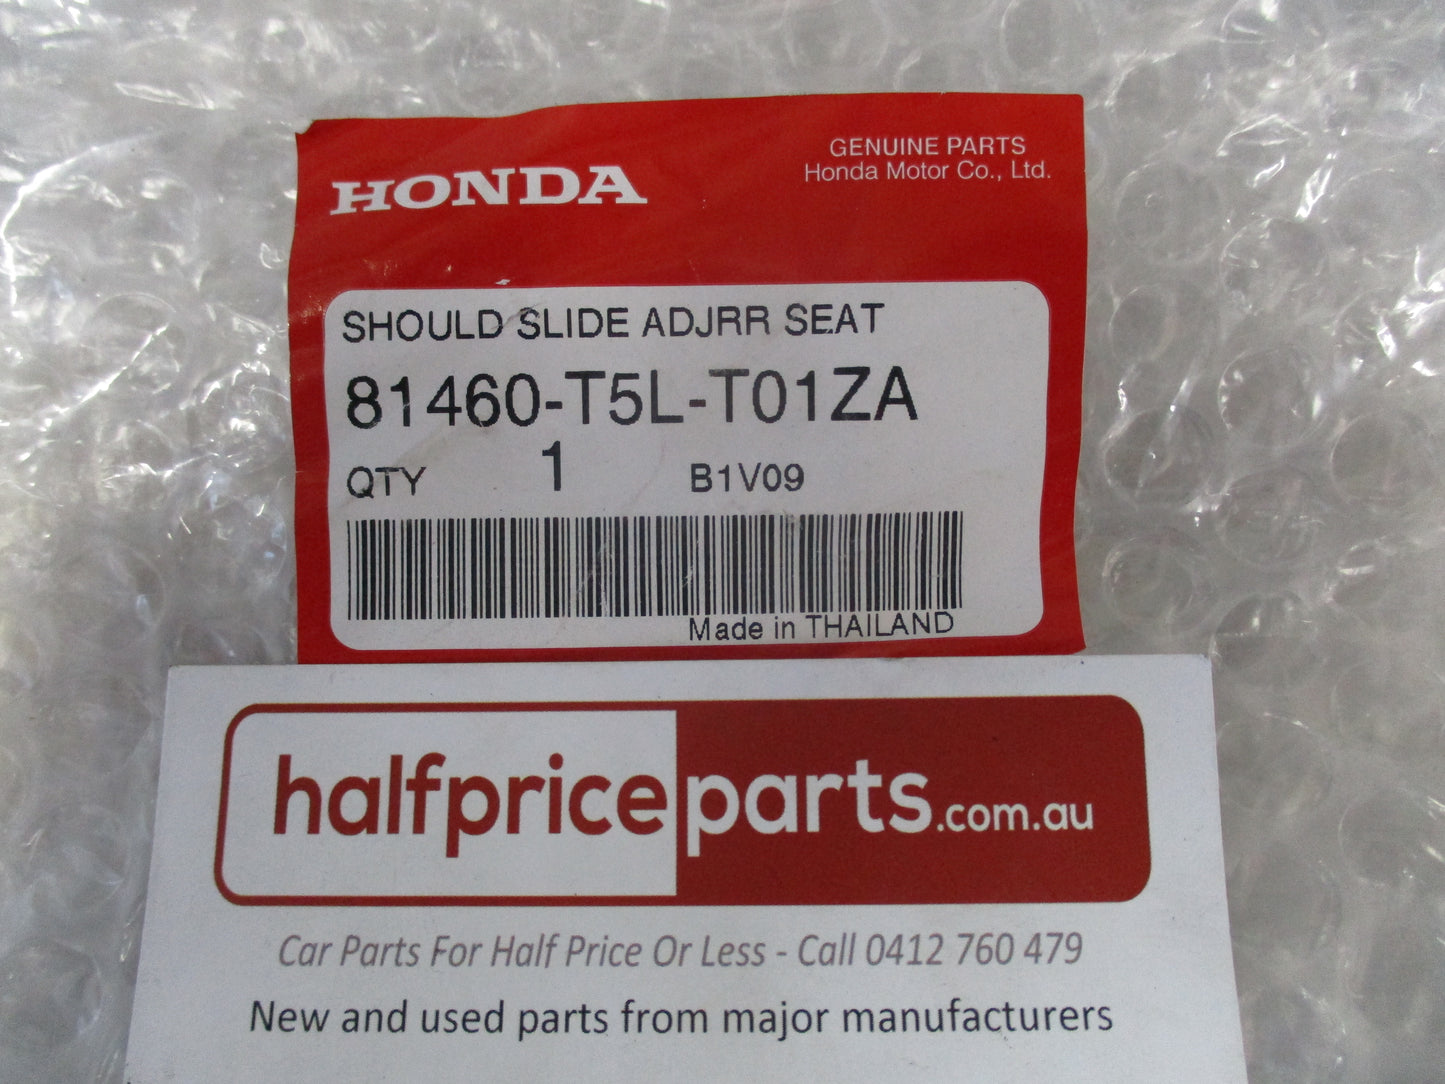 HONDA
GENUINE PARTS
Honda Motor Co., Ltd.
SHOULD SLIDE ADJRR SEAT
81460-T5L-T01ZA
QTY 1 B1V09
Made in THAILAND
halfpriceparts.com.au
Car Parts For Half Price Or Less - Call 0412 760 479
New and used parts from major manufacturers